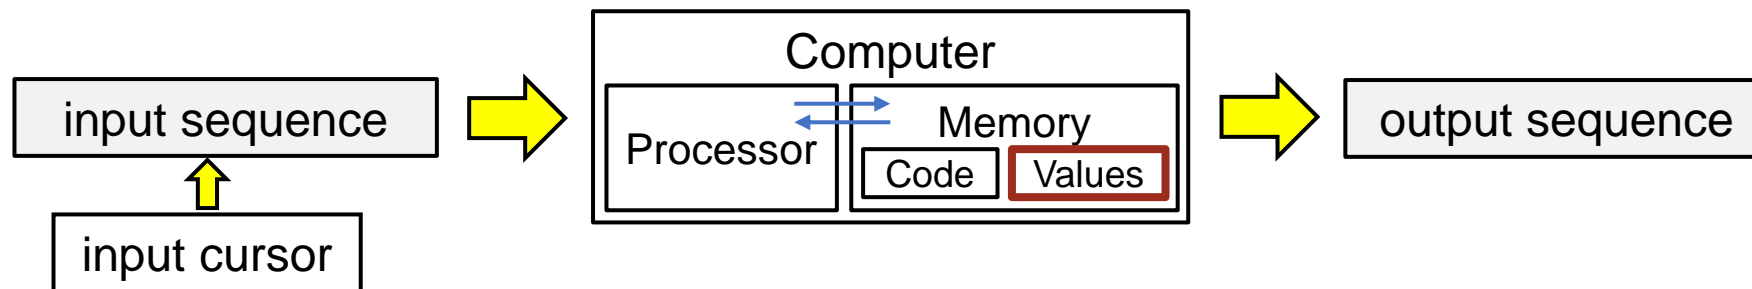 Computer
input sequence
Processor
Memory
Code
Values
output sequence
input cursor